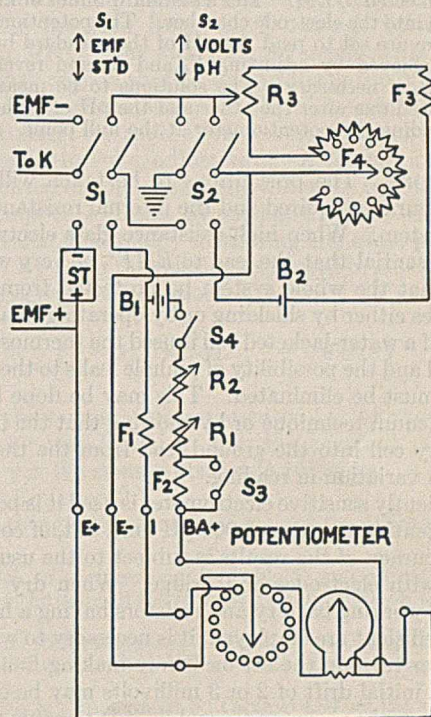 S1 S2
EMF VOLTS
ST'D pH
R3 F3
EMF-
F4
To K
S1 S2
-
ST
+
B1 B2
EMF+
S4
R2
F1 R1
F2
S3
E+ E- 1 BA+
POTENTIOMETER